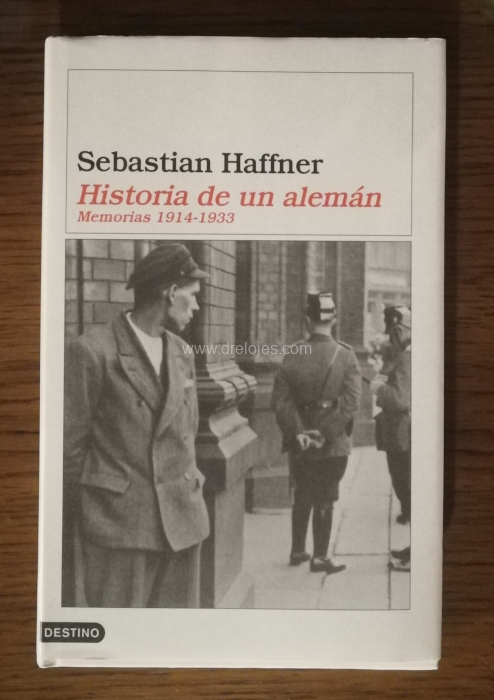 Sebastian Haffner
Historia de un alemán
Memorias 1914-1933
www.drelojes.com
DESTINO